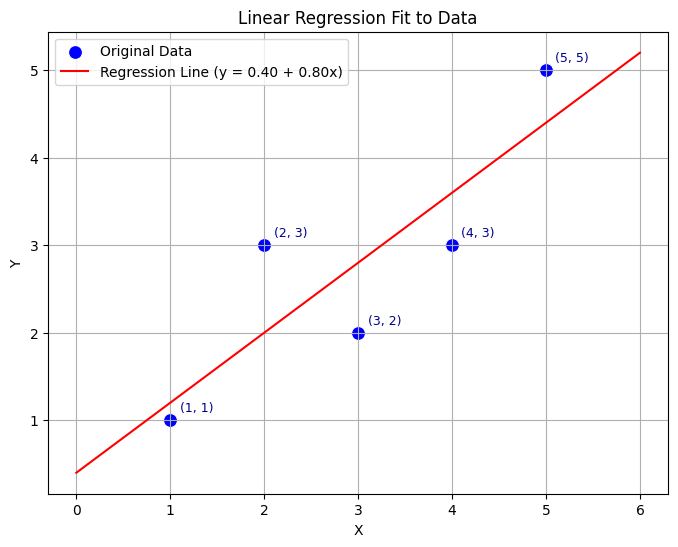 Linear Regression Fit to Data
Original Data
Regression Line (y = 0.40 + 0.80x)
(5, 5)
(2, 3)
(4, 3)
(3, 2)
(1, 1)
5
4
3
2
1
Y
0 1 2 3 4 5 6
X